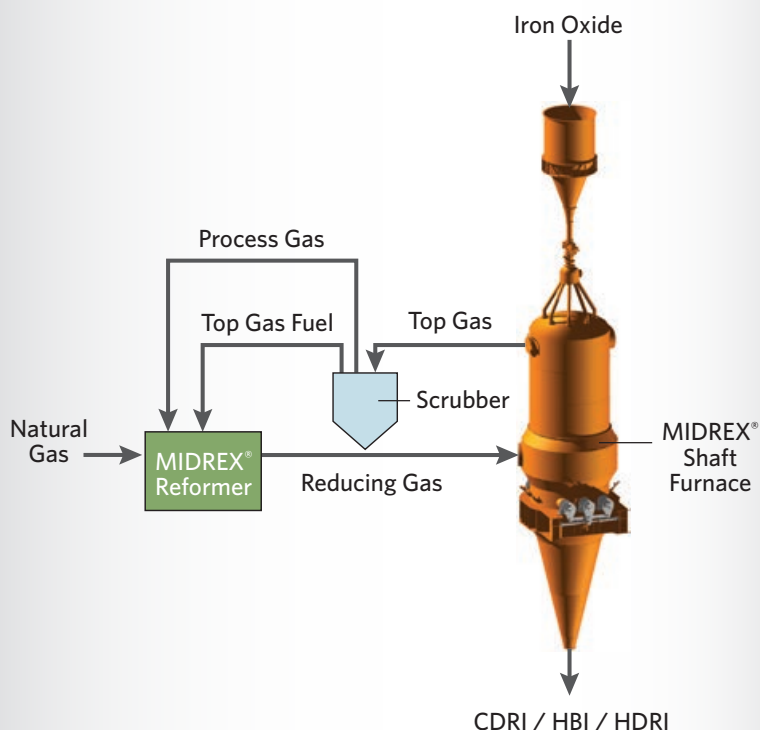 Iron Oxide
Process Gas
Top Gas Fuel
Top Gas
Scrubber
Natural
Gas
MIDREX®
Reformer
Reducing Gas
MIDREX®
Shaft
Furnace
CDRI / HBI / HDRI